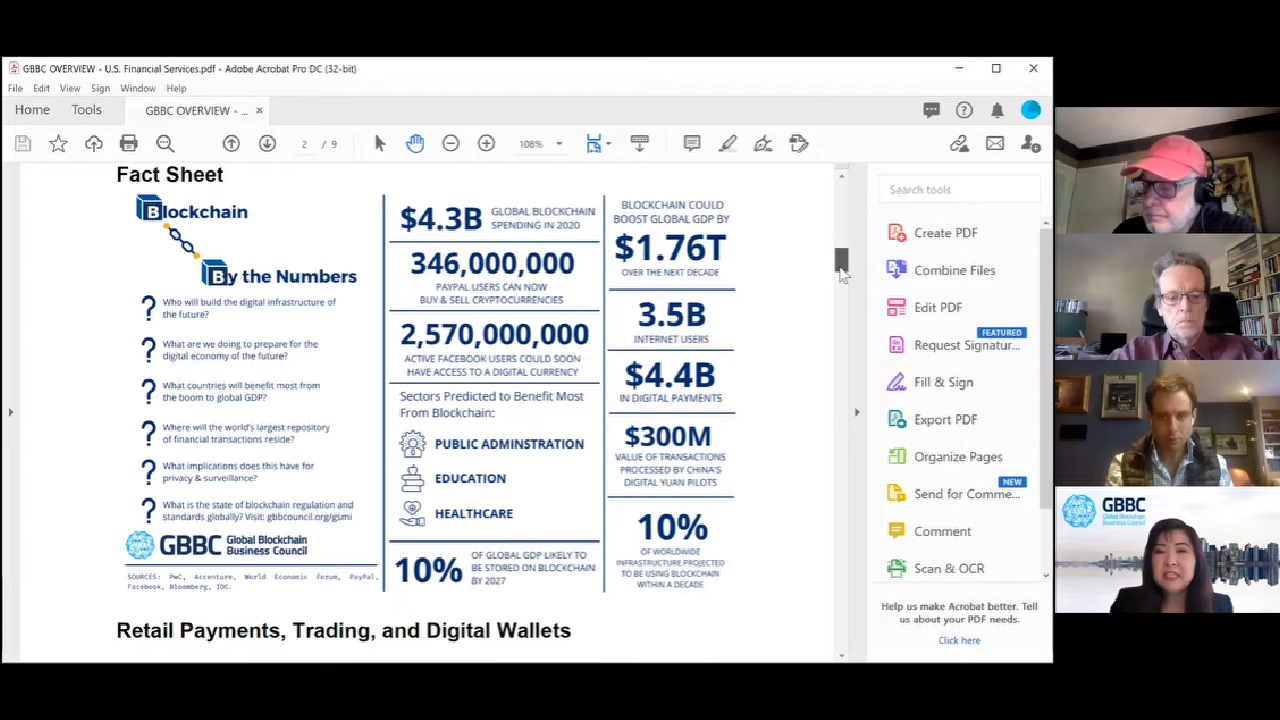 GBBC OVERVIEW - U.S. Financial Services.pdf - Adobe Acrobat Pro DC (32-bit)
File Edit View Sign Window Help
Home Tools GBBC OVERVIEW - ... ×
2 / 9 108%
Fact Sheet
Blockchain
By the Numbers
Who will build the digital infrastructure of
the future?
What are we doing to prepare for the
digital economy of the future?
What countries will benefit most from
the boom to global GDP?
Where will the world's largest repository
of financial transactions reside?
What implications does this have for
privacy & surveillance?
What is the state of blockchain regulation and
standards globally? Visit: gbbcouncil.org/gsmi
GBBC Global Blockchain
Business Council
SOURCES: PwC, Accenture, World Economic Forum, PayPal,
Facebook, Bloomberg, IDC.
$4.3B GLOBAL BLOCKCHAIN
SPENDING IN 2020
346,000,000
PAYPAL USERS CAN NOW
BUY & SELL CRYPTOCURRENCIES
2,570,000,000
ACTIVE FACEBOOK USERS COULD SOON
HAVE ACCESS TO A DIGITAL CURRENCY
Sectors Predicted to Benefit Most
From Blockchain:
PUBLIC ADMINSTRATION
EDUCATION
HEALTHCARE
10% OF GLOBAL GDP LIKELY TO
BE STORED ON BLOCKCHAIN
BY 2027
BLOCKCHAIN COULD
BOOST GLOBAL GDP BY
$1.76T
OVER THE NEXT DECADE
3.5B
INTERNET USERS
$4.4B
IN DIGITAL PAYMENTS
$300M
VALUE OF TRANSACTIONS
PROCESSED BY CHINA'S
DIGITAL YUAN PILOTS
10%
OF WORLDWIDE
INFRASTRUCTURE PROJECTED
TO BE USING BLOCKCHAIN
WITHIN A DECADE
Retail Payments, Trading, and Digital Wallets
Search tools
Create PDF
Combine Files
Edit PDF
FEATURED
Request Signatur...
Fill & Sign
Export PDF
Organize Pages
NEW
Send for Comme...
Comment
Scan & OCR
Help us make Acrobat better. Tell
us about your PDF needs.
Click here
GBBC
Global Blockchain
Business Council